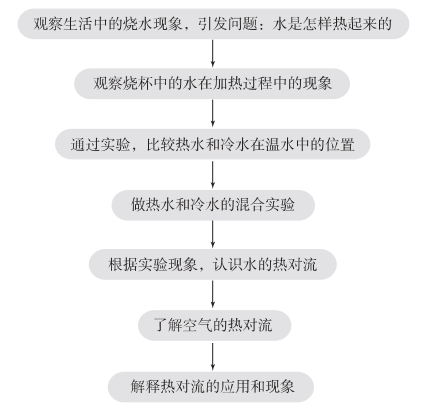 观察生活中的烧水现象，引发问题：水是怎样热起来的
观察烧杯中的水在加热过程中的现象
通过实验，比较热水和冷水在温水中的位置
做热水和冷水的混合实验
根据实验现象，认识水的热对流
了解空气的热对流
解释热对流的应用和现象